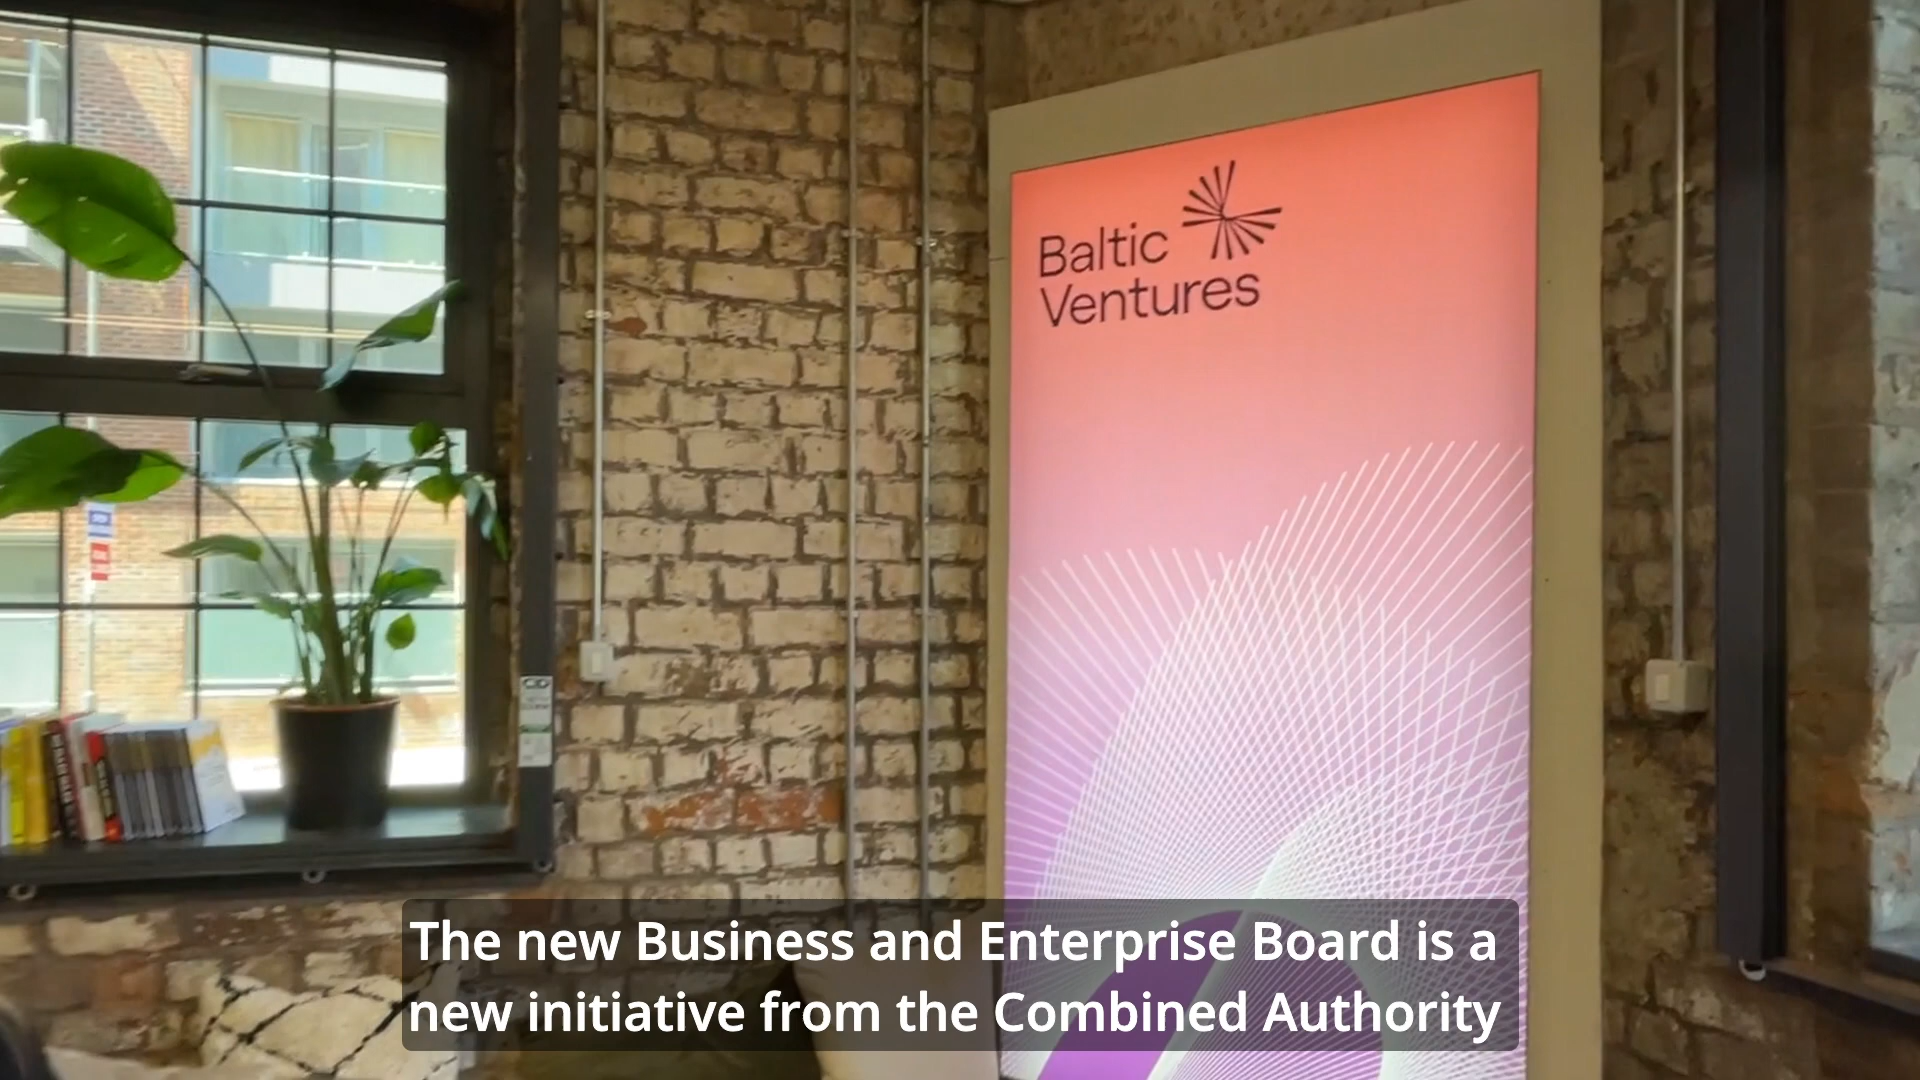 Baltic
Ventures
The new Business and Enterprise Board is a
new initiative from the Combined Authority